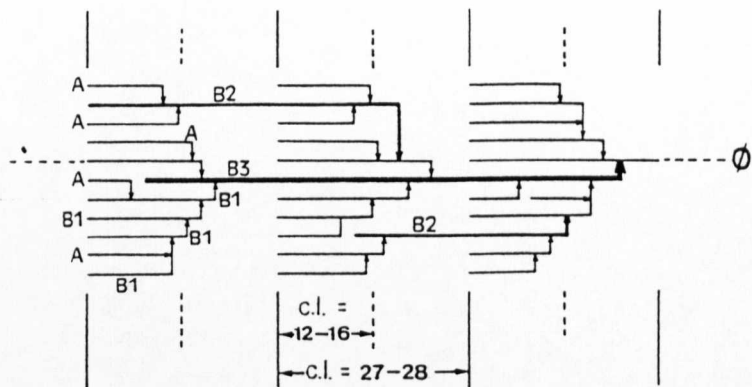 A
B2
A
A
Ø
B3
A
B1
B1
B1
B2
A
B1
c.l. =
12–16
c.l. = 27–28